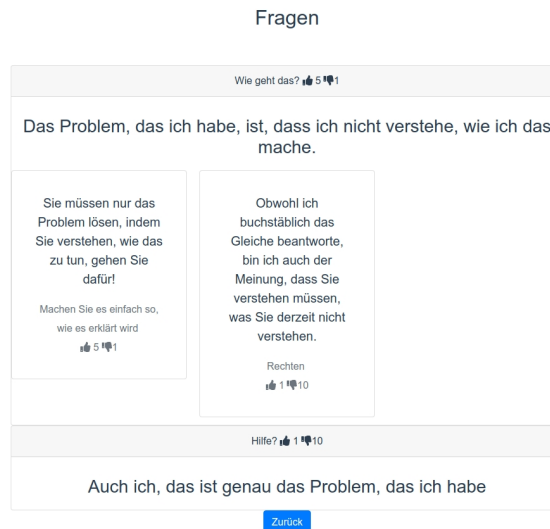 Fragen
Wie geht das? 5 1
Das Problem, das ich habe, ist, dass ich nicht verstehe, wie ich das
mache.
Sie müssen nur das
Problem lösen, indem
Sie verstehen, wie das
zu tun, gehen Sie
dafür!
Machen Sie es einfach so,
wie es erklärt wird
5 1
Obwohl ich
buchstäblich das
Gleiche beantworte,
bin ich auch der
Meinung, dass Sie
verstehen müssen,
was Sie derzeit nicht
verstehen.
Rechten
1 10
Hilfe? 1 10
Auch ich, das ist genau das Problem, das ich habe
Zurück